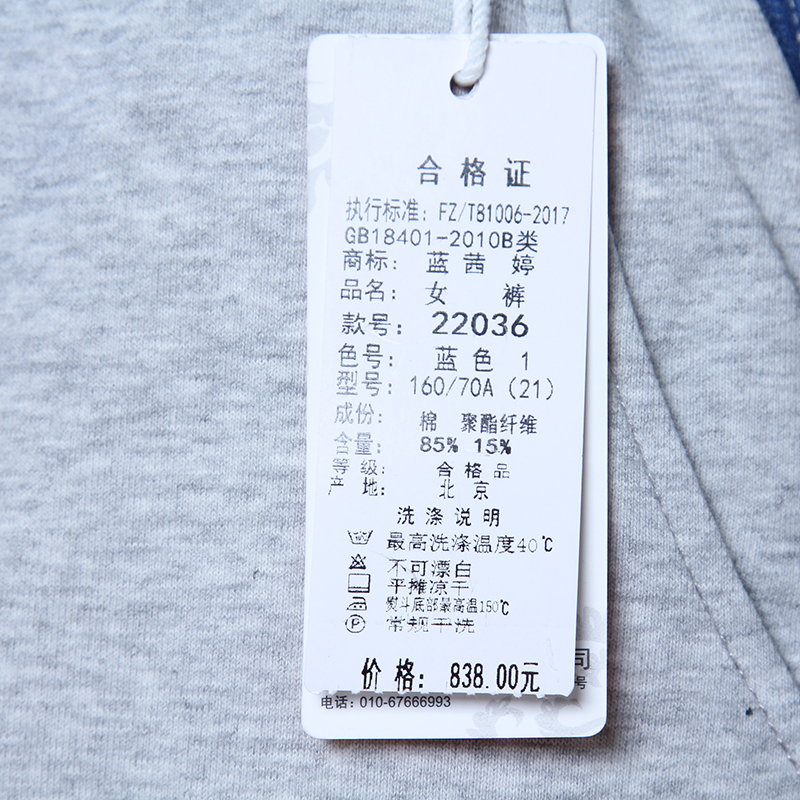 合格证
执行标准：FZ/T81006-2017
GB18401-2010B类
商标：蓝茜婷
品名：女裤
款号：22036
色号：蓝色1
型号：160/70A（21）
成份：棉 聚酯纤维
含量：85% 15%
等级：合格品
产地：北京
洗涤说明
最高洗涤温度40℃
不可漂白
平摊凉干
熨斗底部最高温150℃
P 常规干洗
价格：838.00元
司
号
电话：010-67666993